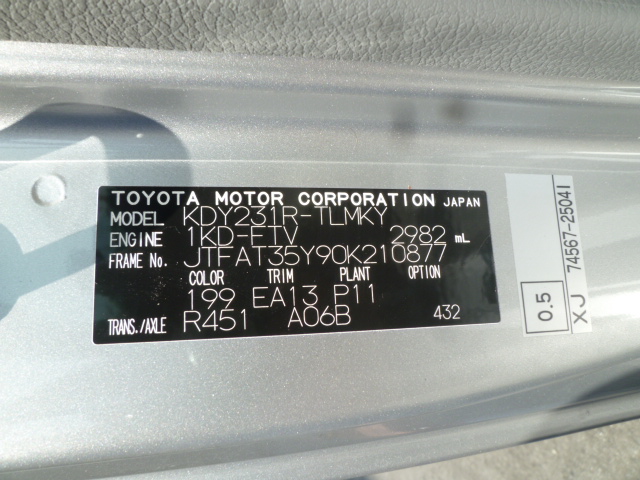 TOYOTA MOTOR CORPORATION JAPAN
MODEL KDY231R-TLMKY
ENGINE 1KD-FTV 2982 mL
FRAME No. JTFAT35Y90K210877
COLOR TRIM PLANT OPTION
199 EA13 P11
TRANS./AXLE R451 A06B 432
0.5
XJ 74567-25041